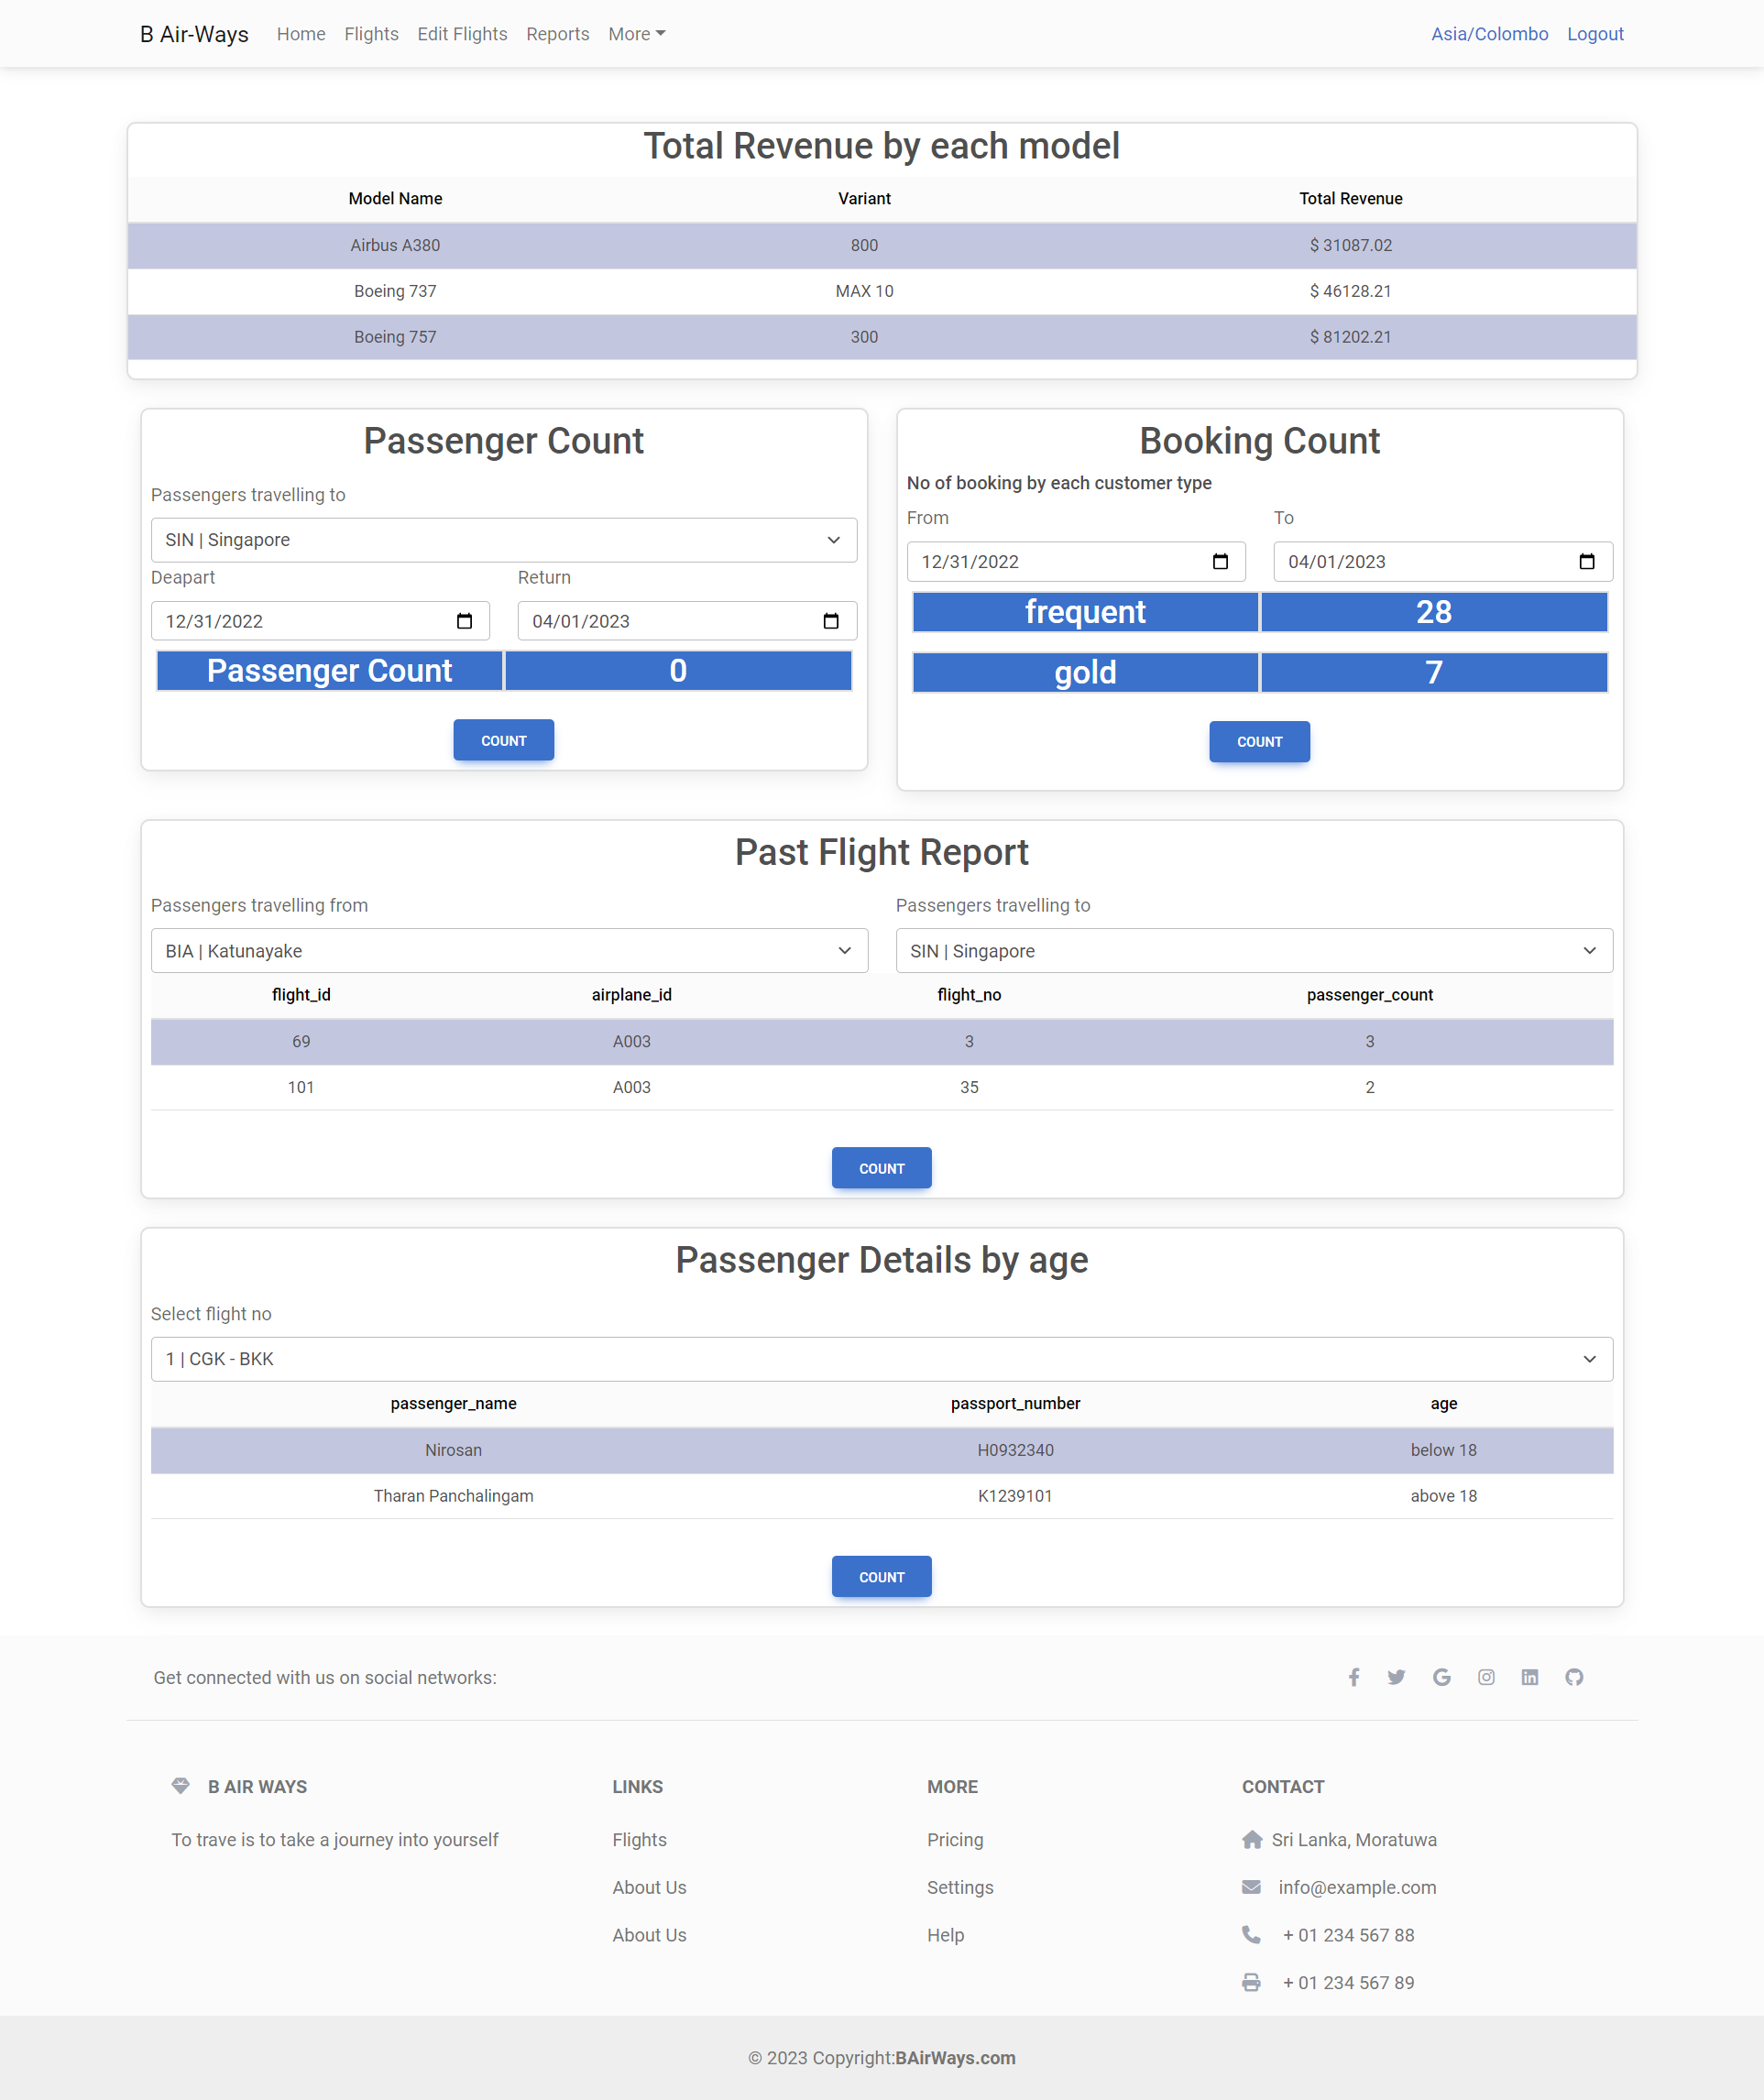 B Air-Ways Home Flights Edit Flights Reports More Asia/Colombo Logout
Total Revenue by each model
Model Name Variant Total Revenue
Airbus A380 800 $ 31087.02
Boeing 737 MAX 10 $ 46128.21
Boeing 757 300 $ 81202.21
Passenger Count
Passengers travelling to
SIN | Singapore
Deapart Return
12/31/2022 04/01/2023
Passenger Count 0
COUNT
Booking Count
No of booking by each customer type
From To
12/31/2022 04/01/2023
frequent 28
gold 7
COUNT
Past Flight Report
Passengers travelling from Passengers travelling to
BIA | Katunayake SIN | Singapore
flight_id airplane_id flight_no passenger_count
69 A003 3 3
101 A003 35 2
COUNT
Passenger Details by age
Select flight no
1 | CGK - BKK
passenger_name passport_number age
Nirosan H0932340 below 18
Tharan Panchalingam K1239101 above 18
COUNT
Get connected with us on social networks:
B AIR WAYS
To trave is to take a journey into yourself
LINKS
Flights
About Us
About Us
MORE
Pricing
Settings
Help
CONTACT
Sri Lanka, Moratuwa
info@example.com
+ 01 234 567 88
+ 01 234 567 89
© 2023 Copyright:BAirWays.com